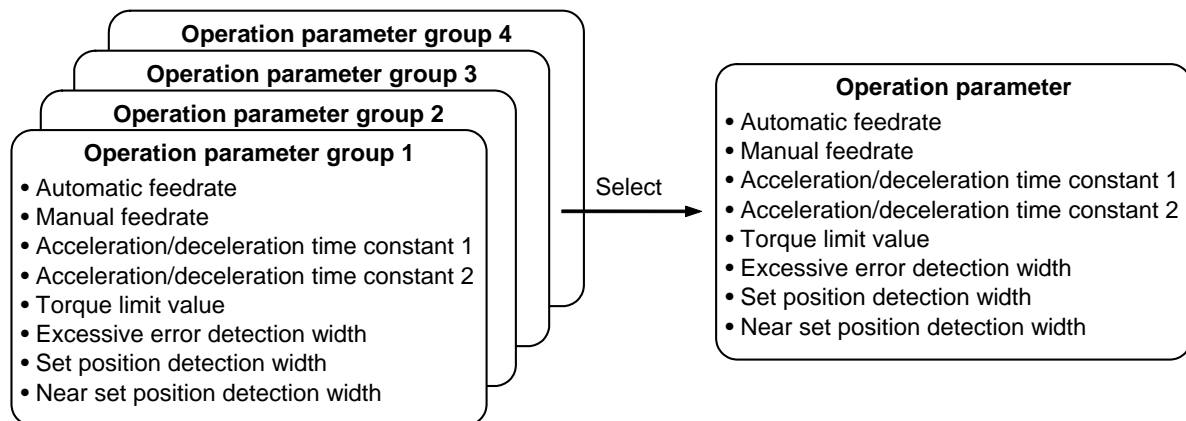 Operation parameter group 4
Operation parameter group 3
Operation parameter group 2
Operation parameter group 1
• Automatic feedrate
• Manual feedrate
• Acceleration/deceleration time constant 1
• Acceleration/deceleration time constant 2
• Torque limit value
• Excessive error detection width
• Set position detection width
• Near set position detection width
Select
Operation parameter
• Automatic feedrate
• Manual feedrate
• Acceleration/deceleration time constant 1
• Acceleration/deceleration time constant 2
• Torque limit value
• Excessive error detection width
• Set position detection width
• Near set position detection width